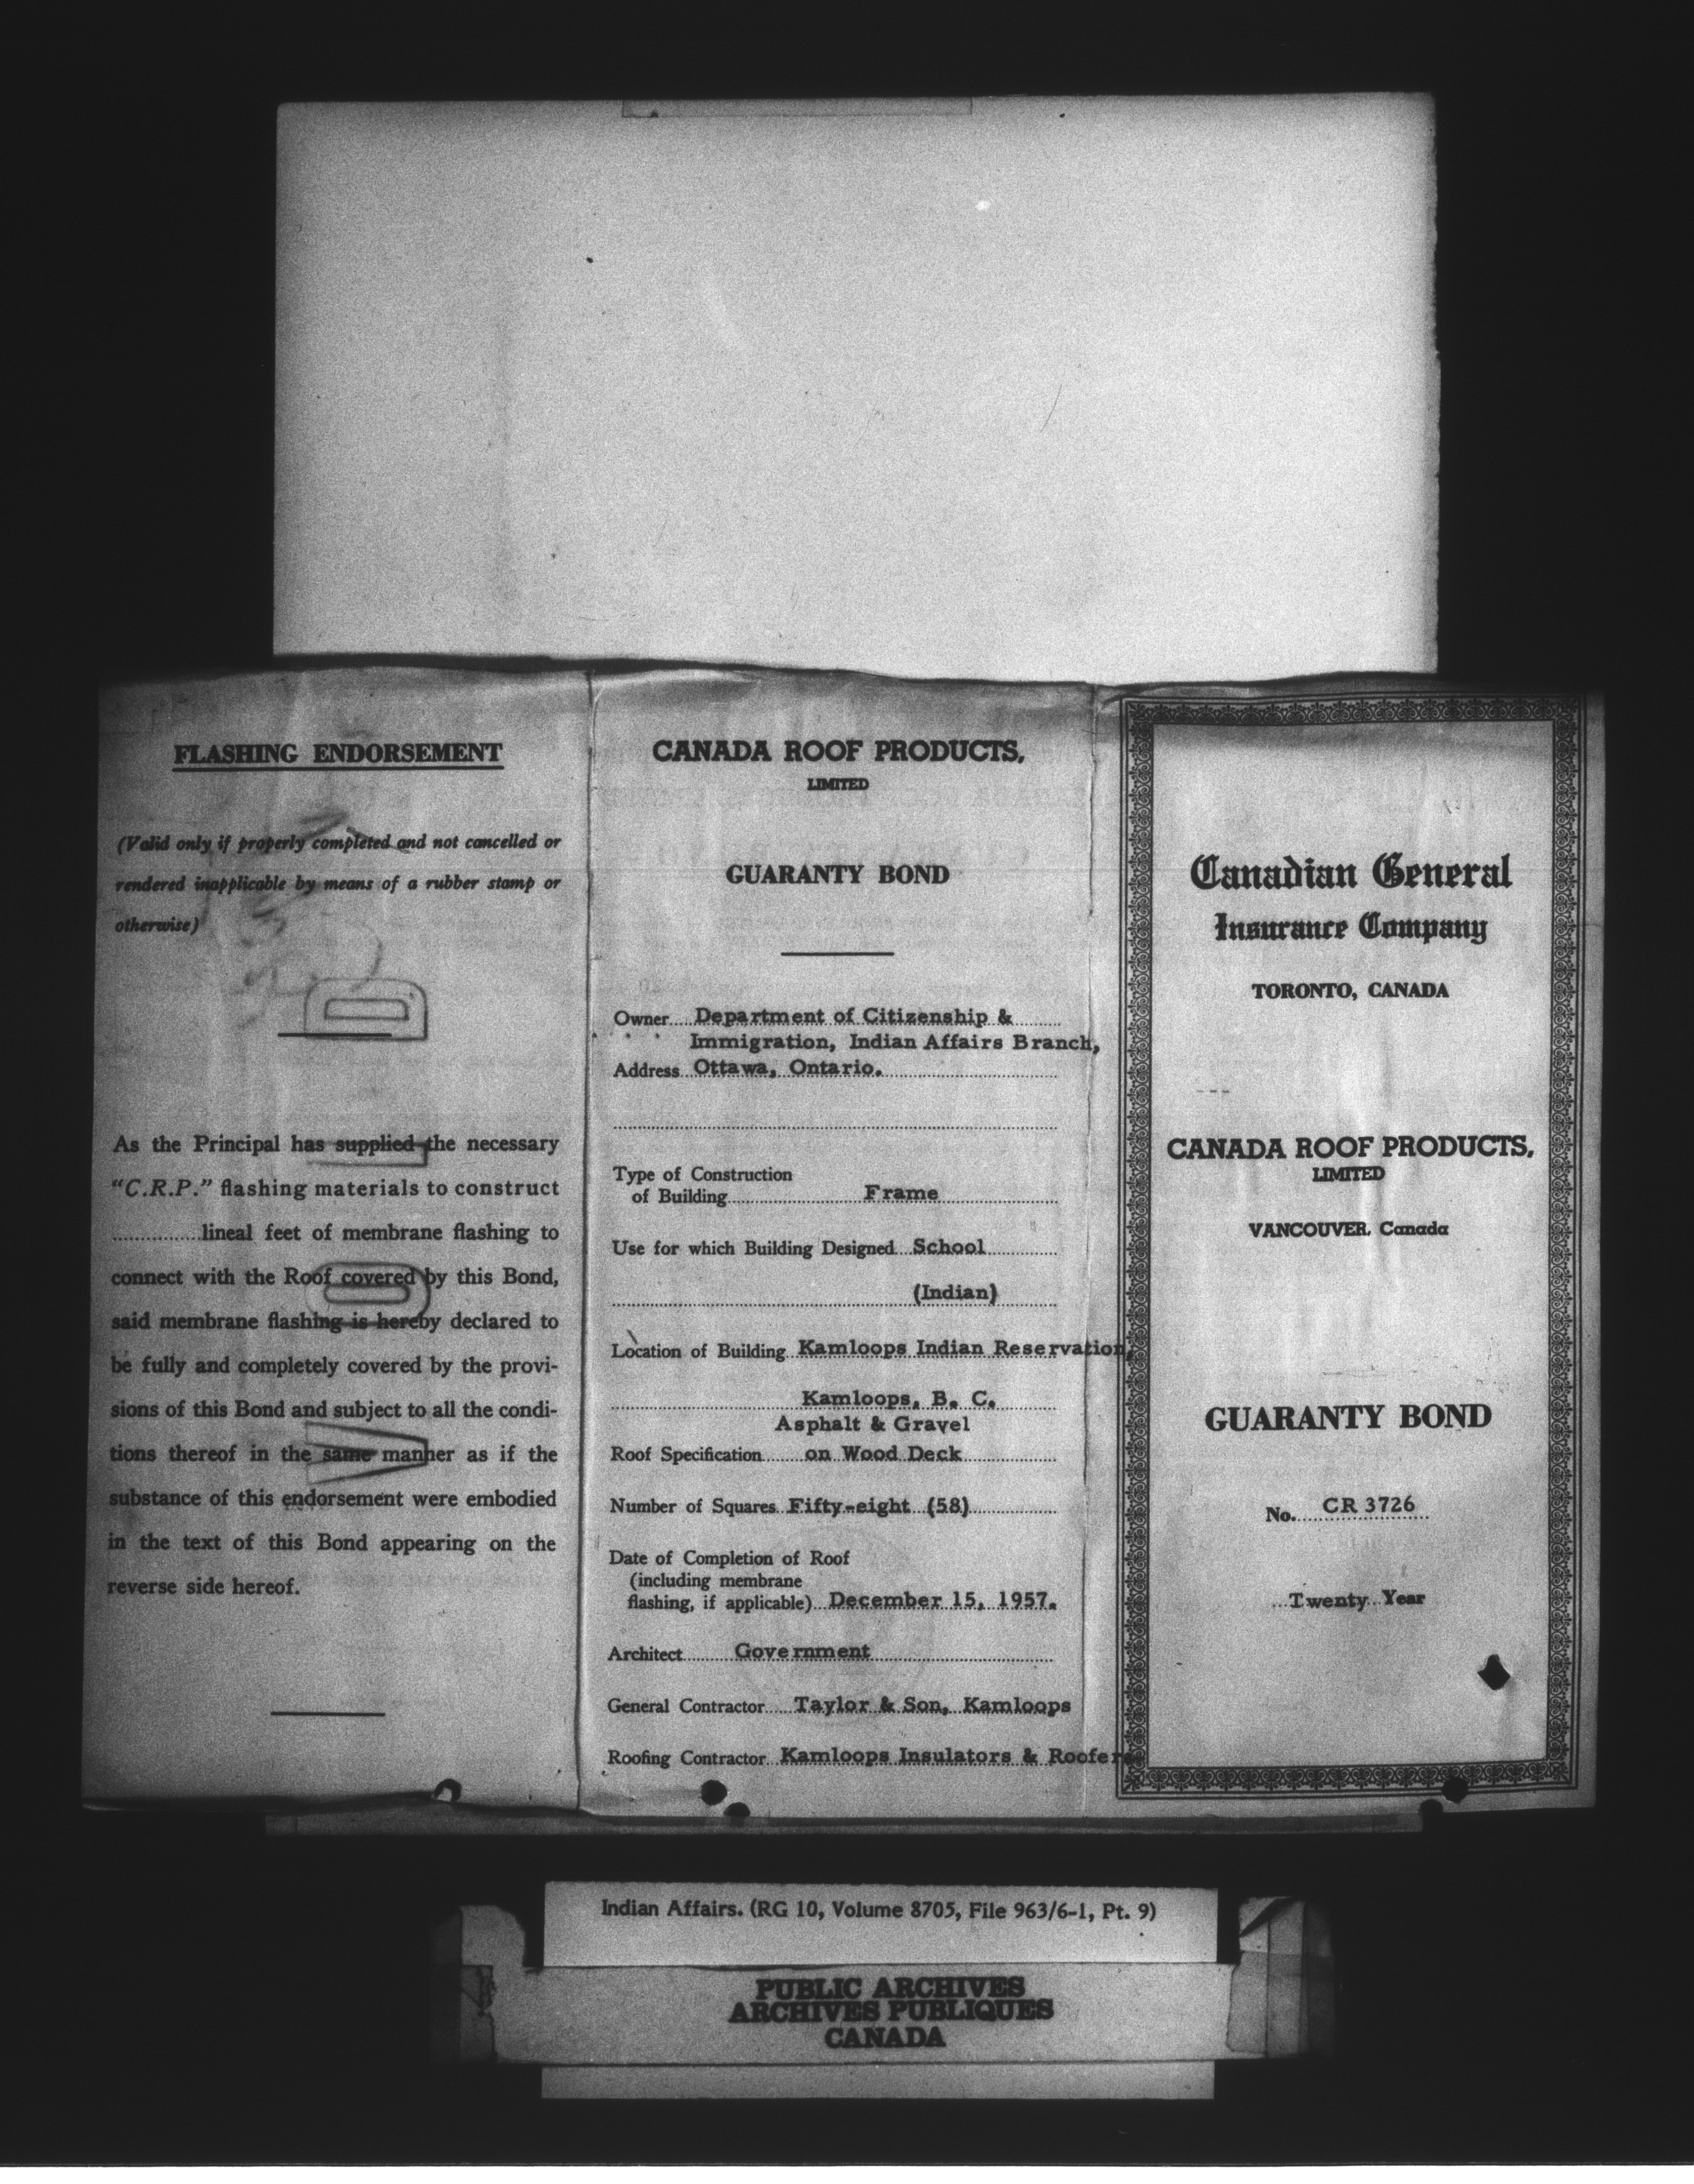 FLASHING ENDORSEMENT
(Valid only if properly completed and not cancelled or
rendered inapplicable by means of a rubber stamp or
otherwise)
As the Principal has supplied the necessary
"C.R.P." flashing materials to construct
................lineal feet of membrane flashing to
connect with the Roof covered by this Bond,
said membrane flashing is hereby declared to
be fully and completely covered by the provi-
sions of this Bond and subject to all the condi-
tions thereof in the same manner as if the
substance of this endorsement were embodied
in the text of this Bond appearing on the
reverse side hereof.
CANADA ROOF PRODUCTS,
LIMITED
GUARANTY BOND
Owner Department of Citizenship &
Immigration, Indian Affairs Branch,
Address Ottawa, Ontario.
Type of Construction
of Building Frame
Use for which Building Designed School
(Indian)
Location of Building Kamloops Indian Reservation,
Kamloops, B. C.
Asphalt & Gravel
Roof Specification on Wood Deck
Number of Squares Fifty-eight (58)
Date of Completion of Roof
(including membrane
flashing, if applicable) December 15, 1957.
Architect Government
General Contractor Taylor & Son, Kamloops
Roofing Contractor Kamloops Insulators & Roofers
Canadian General
Insurance Company
TORONTO, CANADA
CANADA ROOF PRODUCTS,
LIMITED
VANCOUVER, Canada
GUARANTY BOND
No. CR 3726
Twenty Year
Indian Affairs. (RG 10, Volume 8705, File 963/6-1, Pt. 9)
PUBLIC ARCHIVES
ARCHIVES PUBLIQUES
CANADA